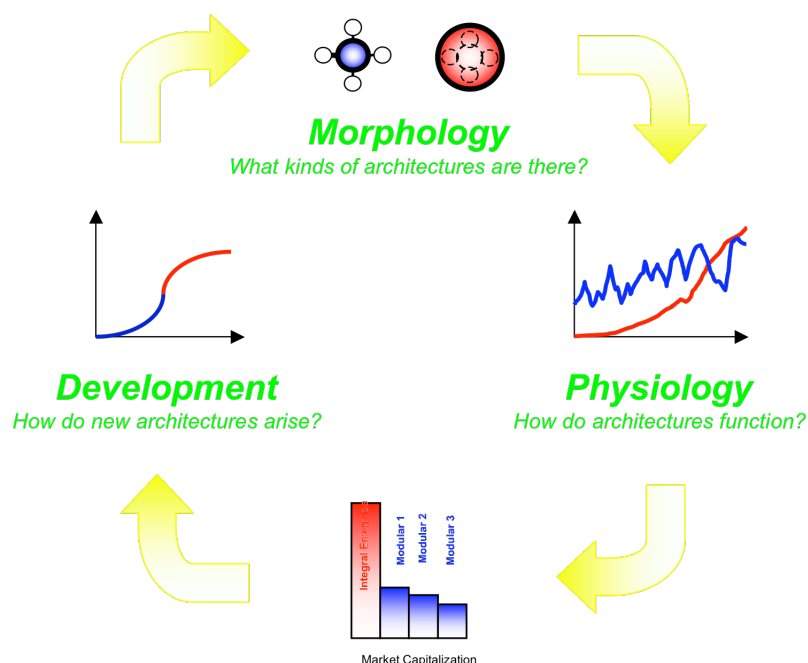 Morphology
What kinds of architectures are there?
Development
How do new architectures arise?
Physiology
How do architectures function?
Integral
Modular 1
Modular 2
Modular 3
Market Capitalization